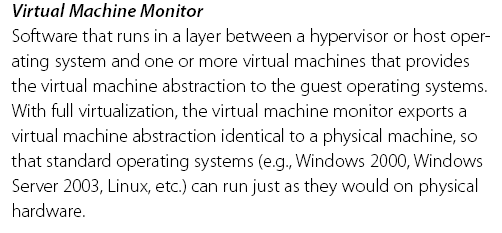 Virtual Machine Monitor
Software that runs in a layer between a hypervisor or host oper-
ating system and one or more virtual machines that provides
the virtual machine abstraction to the guest operating systems.
With full virtualization, the virtual machine monitor exports a
virtual machine abstraction identical to a physical machine, so
that standard operating systems (e.g., Windows 2000, Windows
Server 2003, Linux, etc.) can run just as they would on physical
hardware.